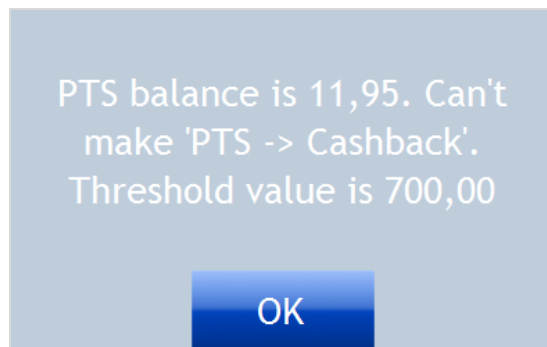 PTS balance is 11,95. Can't
make 'PTS -> Cashback'.
Threshold value is 700,00
OK